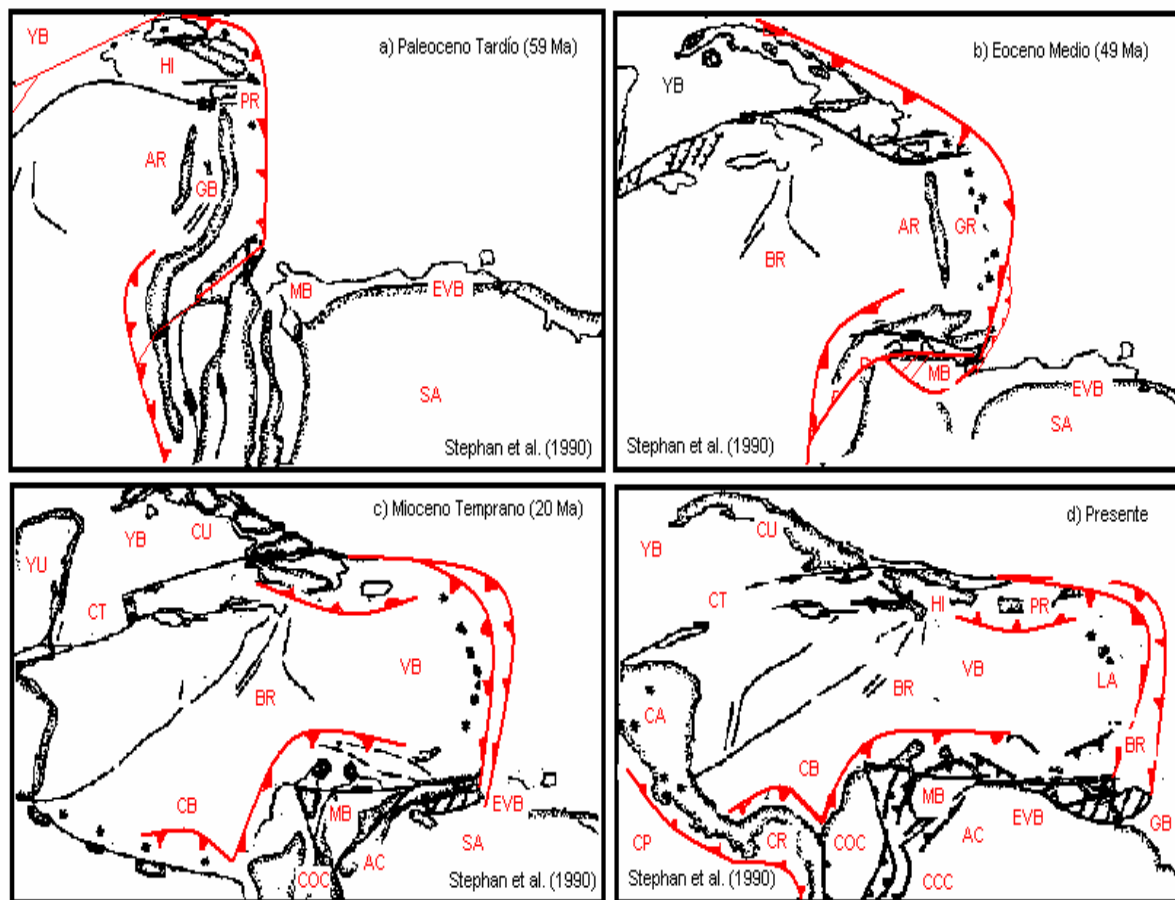 YB
a) Paleoceno Tardío (59 Ma)
HI
PR
AR
GB
MB
EVB
SA
Stephan et al. (1990)
b) Eoceno Medio (49 Ma)
YB
AR
GR
BR
MB
EVB
SA
Stephan et al. (1990)
c) Mioceno Temprano (20 Ma)
YB
CU
YU
CT
VB
BR
CB
MB
EVB
SA
AC
COC
Stephan et al. (1990)
d) Presente
CU
YB
CT
HI
PR
VB
LA
BR
CA
BR
CB
MB
EVB
GB
CP
CR
COC
AC
CCC
Stephan et al. (1990)